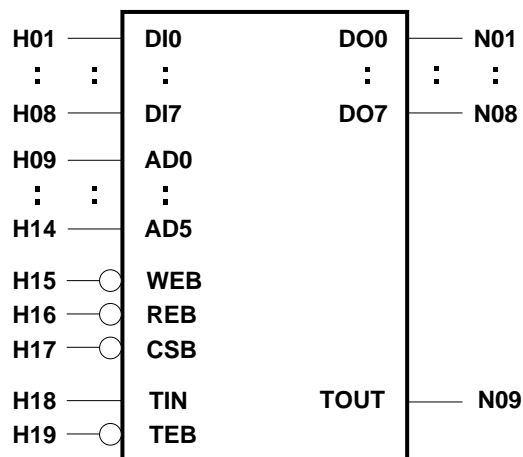 H01 DI0 DO0 N01
: : : : : :
H08 DI7 DO7 N08
H09 AD0
: : :
H14 AD5
H15 WEB
H16 REB
H17 CSB
H18 TIN TOUT N09
H19 TEB